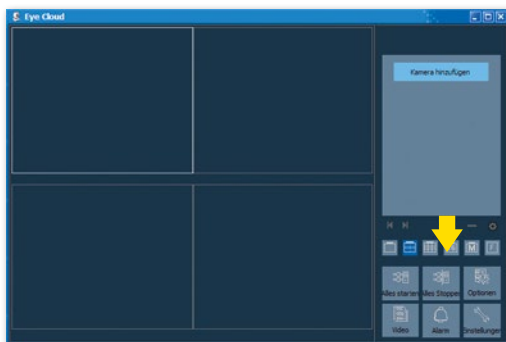 Eye Cloud
Kamera hinzufügen
M
Alles starten Alles Stoppen Optionen
Video Alarm Einstellungen